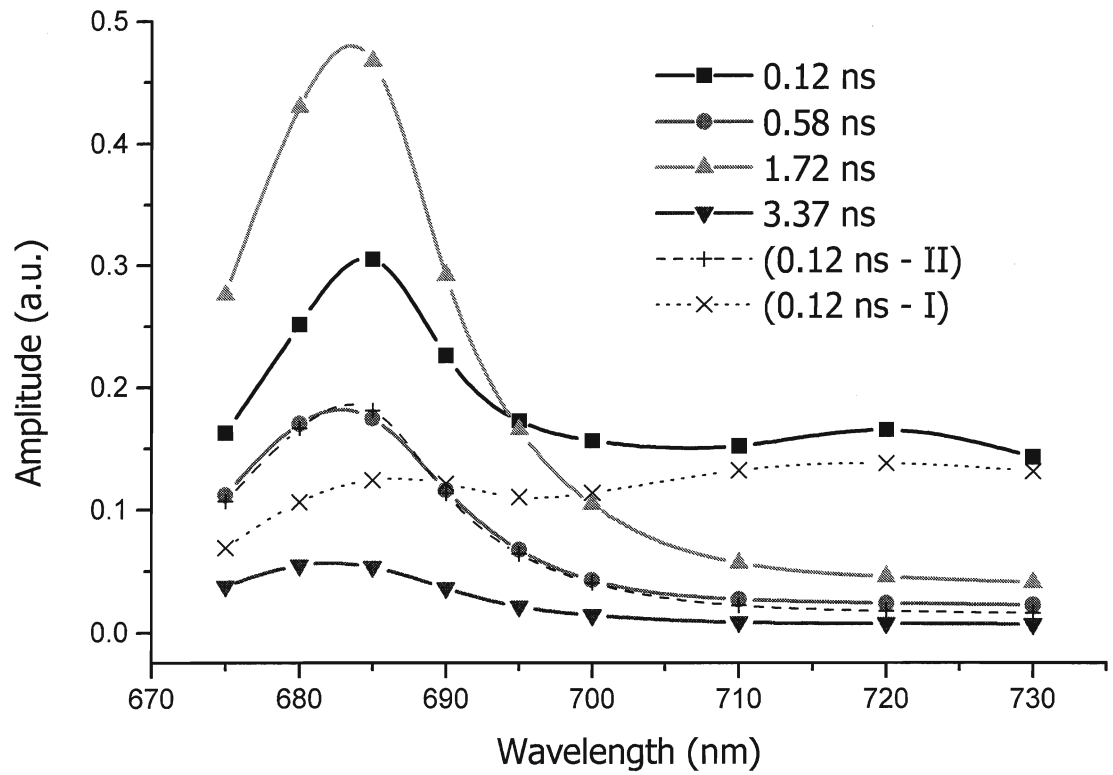 0.5
0.4
0.3
0.2
0.1
0.0
Amplitude (a.u.)
0.12 ns
0.58 ns
1.72 ns
3.37 ns
(0.12 ns - II)
(0.12 ns - I)
670 680 690 700 710 720 730
Wavelength (nm)